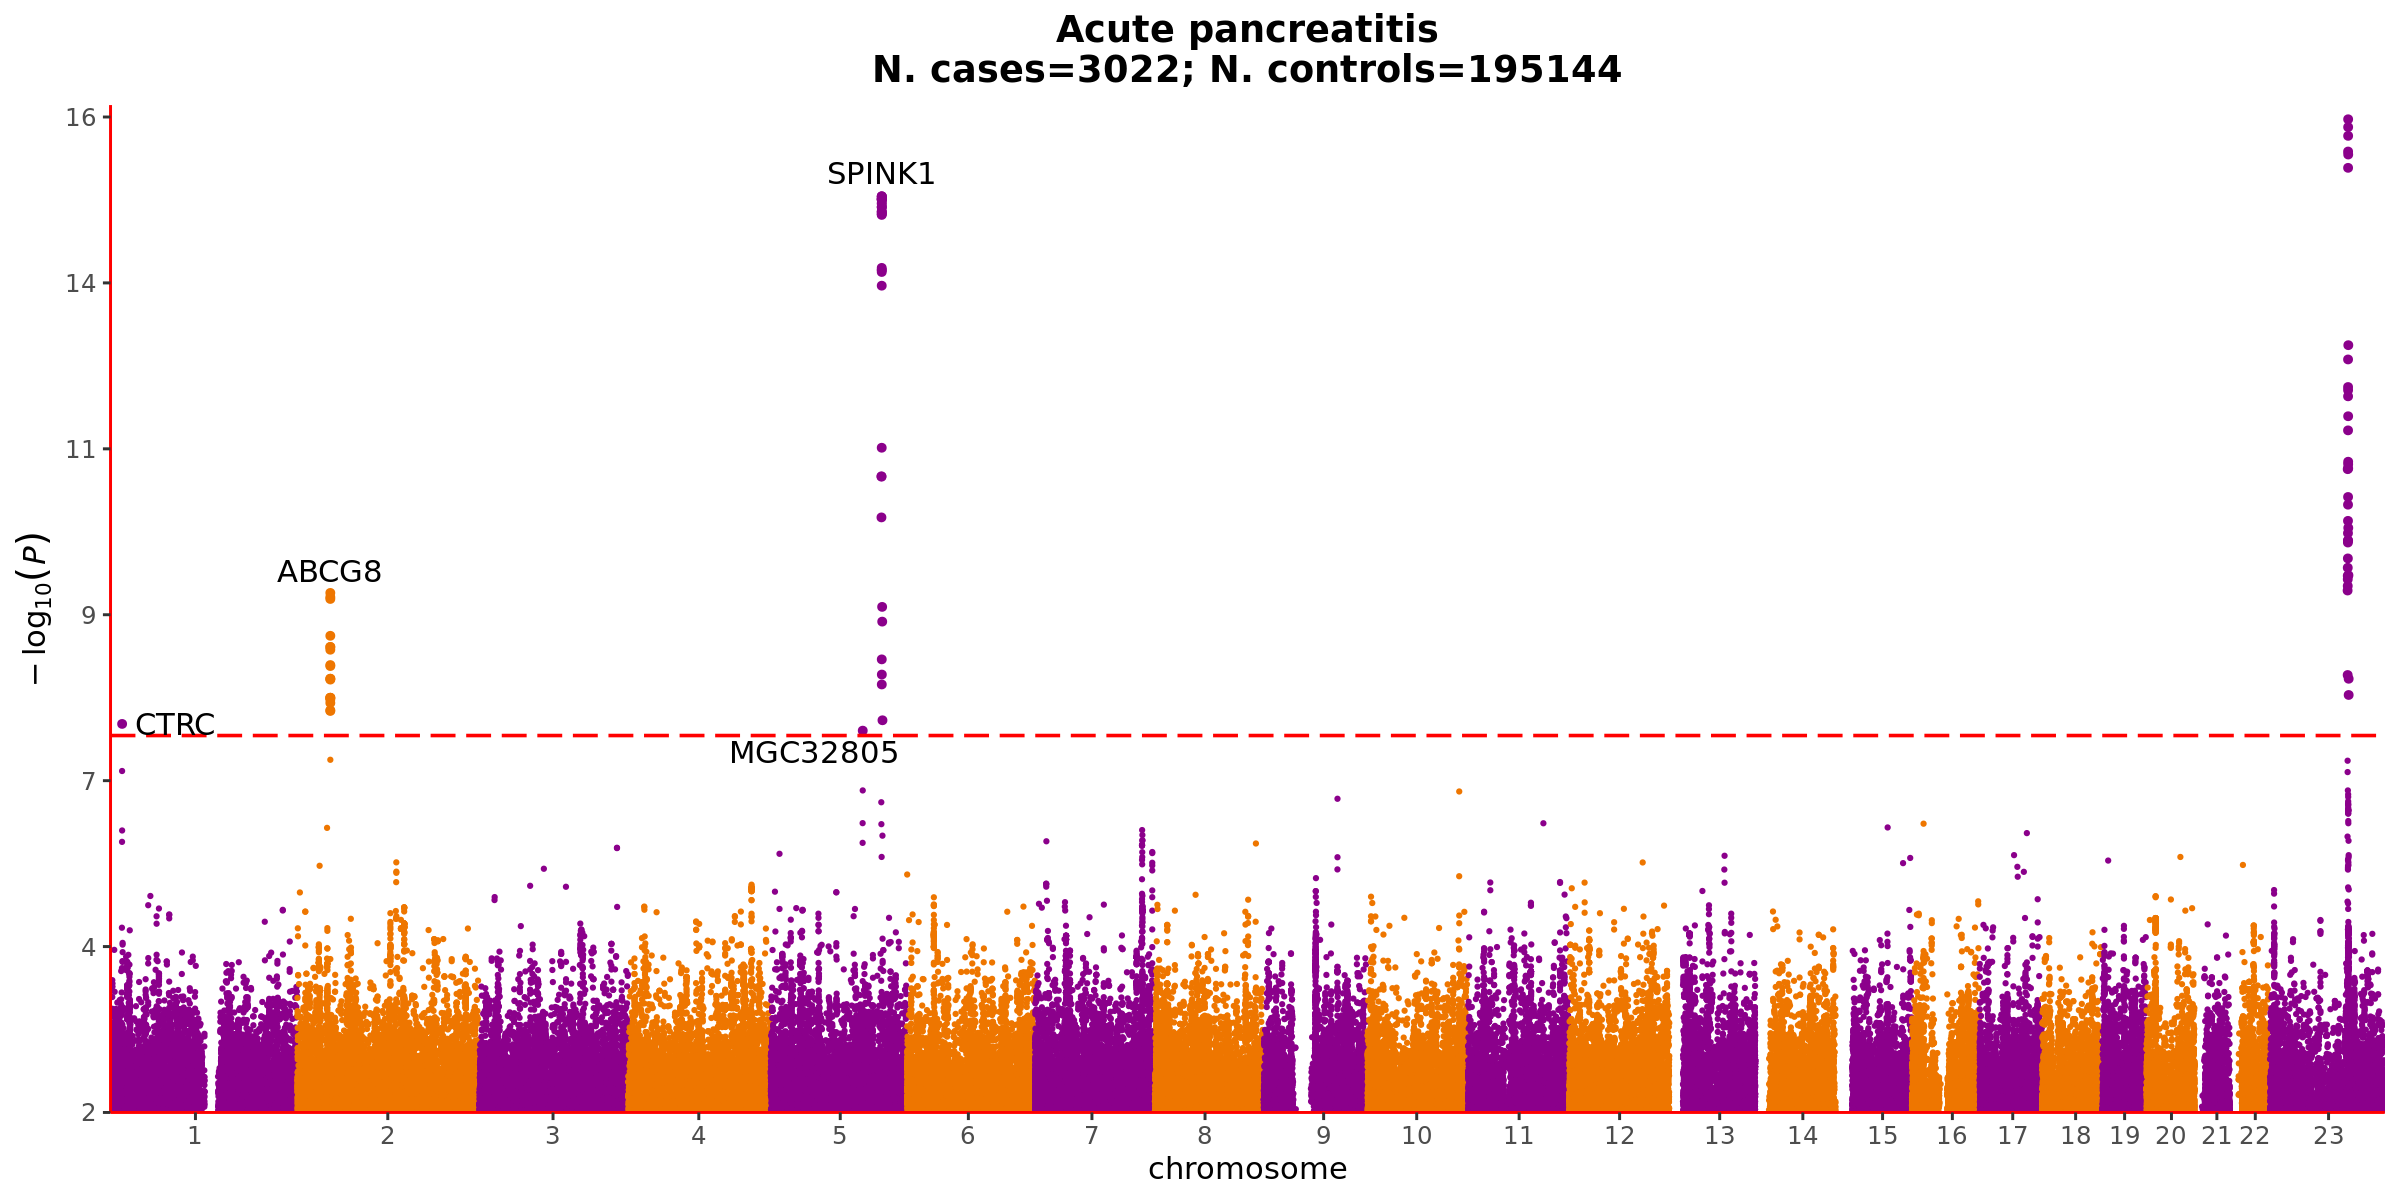 Acute pancreatitis
N. cases=3022; N. controls=195144
16
SPINK1
14
11
− log10(P)
ABCG8
9
CTRC
MGC32805
7
4
2
1 2 3 4 5 6 7 8 9 10 11 12 13 14 15 16 17 18 19 20 21 22 23
chromosome